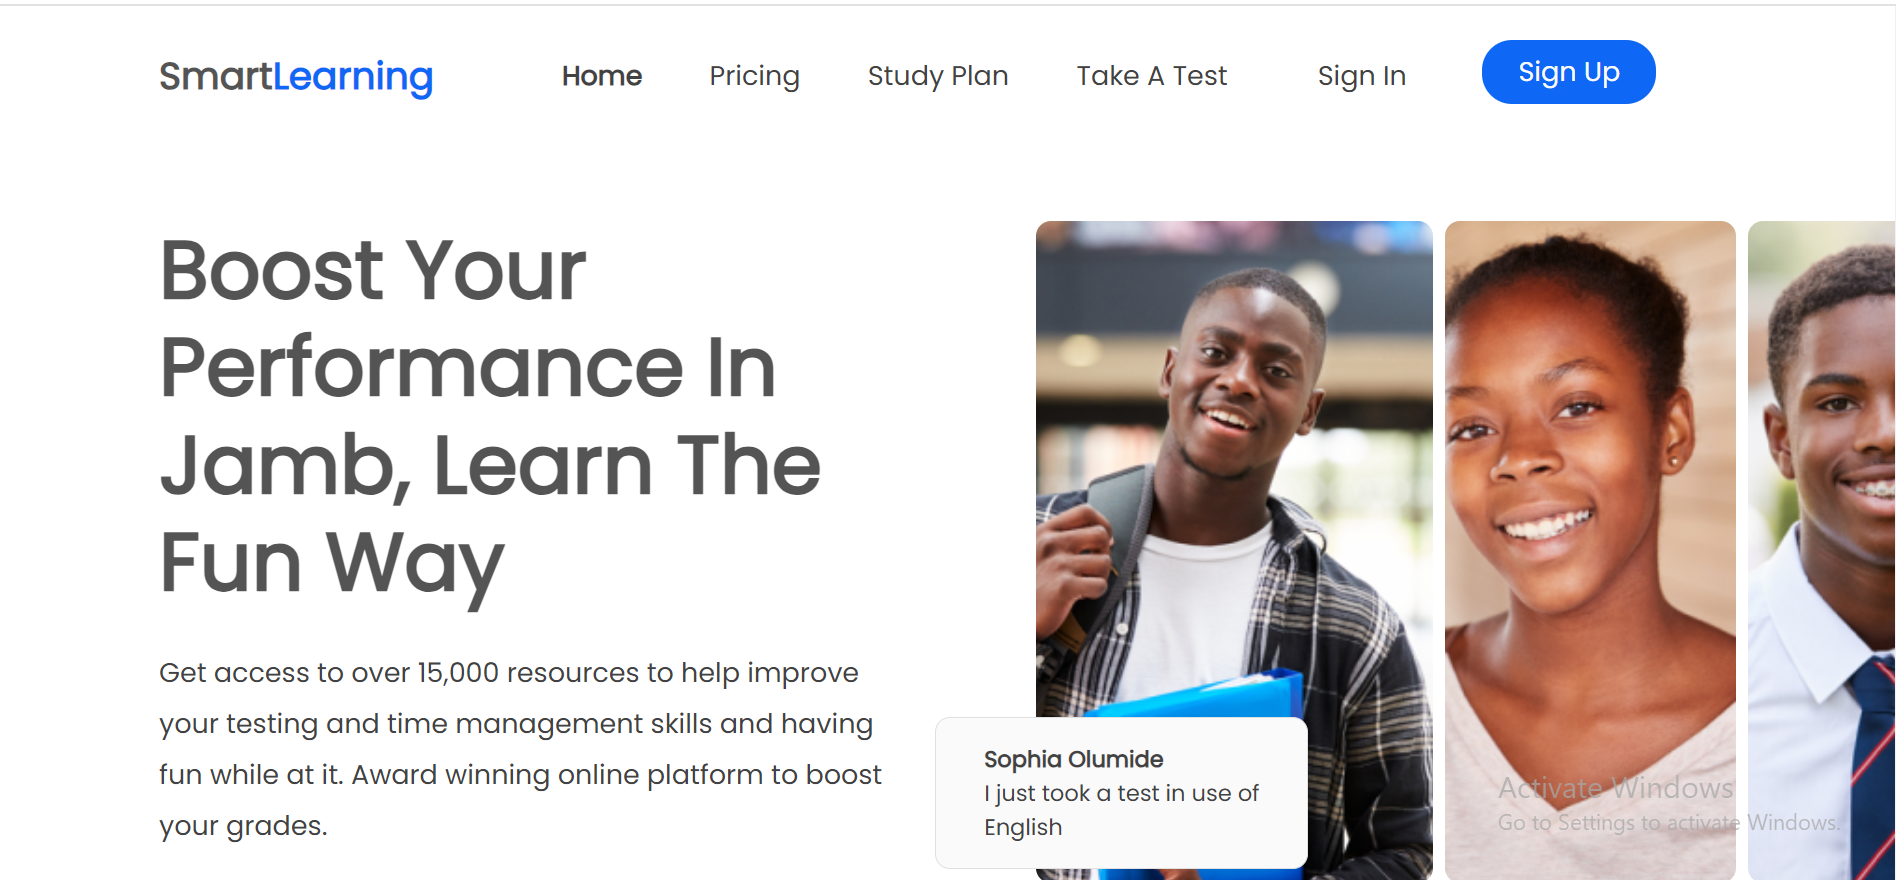 SmartLearning
Home Pricing Study Plan Take A Test Sign In Sign Up
Boost Your
Performance In
Jamb, Learn The
Fun Way
Get access to over 15,000 resources to help improve
your testing and time management skills and having
fun while at it. Award winning online platform to boost
your grades.
Sophia Olumide
I just took a test in use of
English
Activate Windows
Go to Settings to activate Windows.